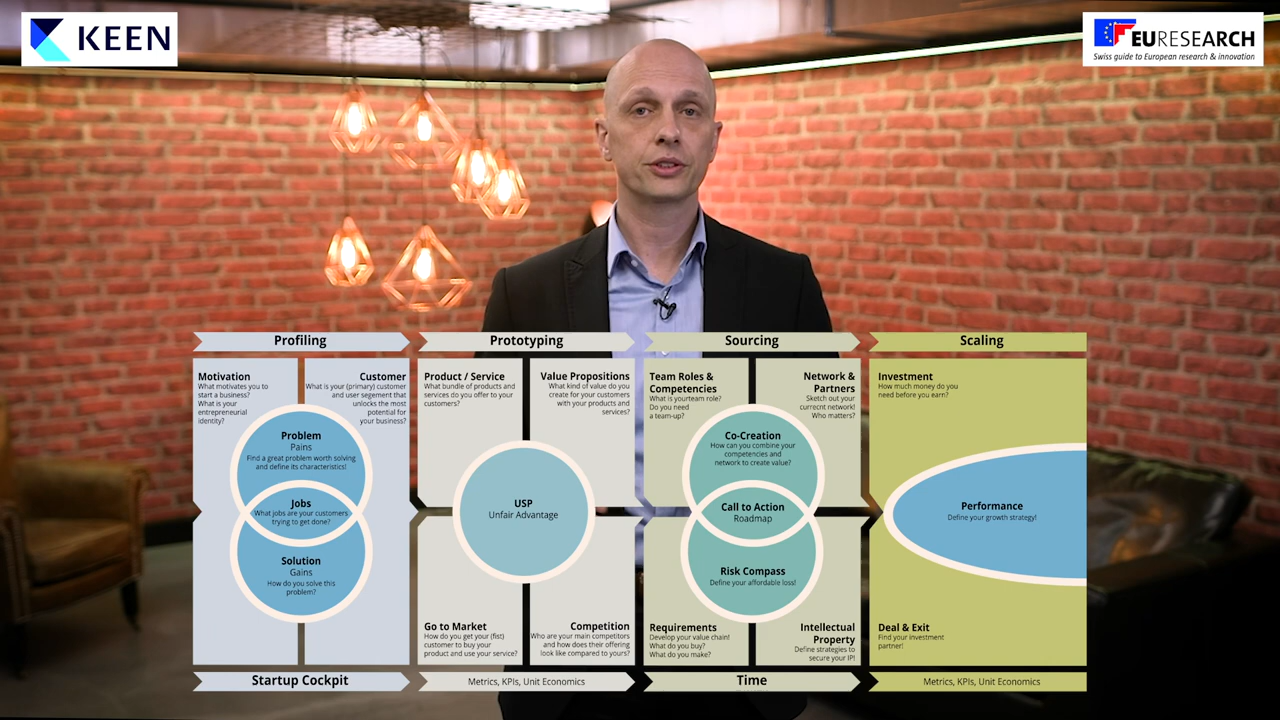 KEEN
EURESEARCH
Swiss guide to European research & innovation
Profiling
Prototyping
Sourcing
Scaling
Motivation
What motivates you to
start a business?
What is your
entrepreneurial
identity?
Customer
What is your (primary) customer
and user segement that
unlocks the most
potential for
your business?
Problem
Pains
Find a great problem worth solving
and define its characteristics!
Jobs
What jobs are your customers
trying to get done?
Solution
Gains
How do you solve this
problem?
Product / Service
What bundle of products and
services do you offer to your
customers?
Value Propositions
What kind of value do you
create for your customers
with your products and
services?
USP
Unfair Advantage
Go to Market
How do you get your (fist)
customer to buy your
product and use your service?
Competition
Who are your main competitors
and how does their offering
look like compared to yours?
Team Roles &
Competencies
What is yourteam role?
Do you need
a team-up?
Network &
Partners
Sketch out your
currecnt network!
Who matters?
Co-Creation
How can you combine your
competencies and
network to create value?
Call to Action
Roadmap
Risk Compass
Define your affordable loss!
Requirements
Develop your value chain!
What do you buy?
What do you make?
Intellectual
Property
Define strategies to
secure your IP!
Investment
How much money do you
need before you earn?
Performance
Define your growth strategy!
Deal & Exit
Find your investment
partner!
Startup Cockpit
Metrics, KPIs, Unit Economics
Time
Metrics, KPIs, Unit Economics